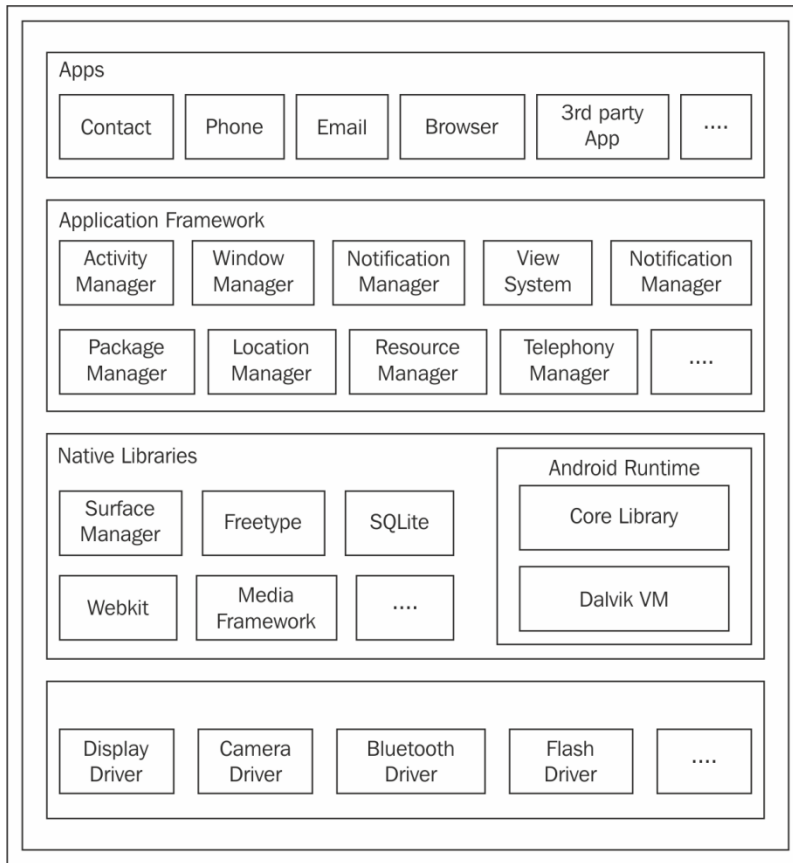 Apps
Contact
Phone
Email
Browser
3rd party
App
....
Application Framework
Activity
Manager
Window
Manager
Notification
Manager
View
System
Notification
Manager
Package
Manager
Location
Manager
Resource
Manager
Telephony
Manager
....
Native Libraries
Surface
Manager
Freetype
SQLite
Webkit
Media
Framework
....
Android Runtime
Core Library
Dalvik VM
Display
Driver
Camera
Driver
Bluetooth
Driver
Flash
Driver
....